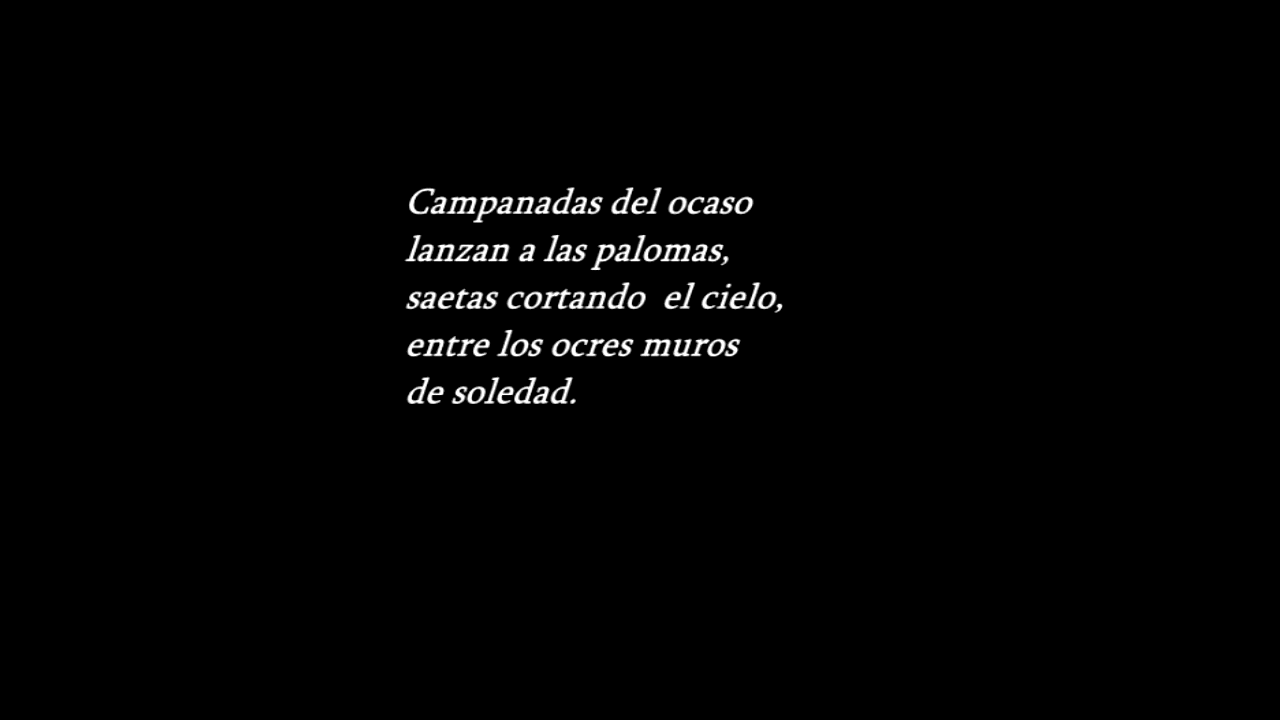 Campanadas del ocaso
lanzan a las palomas,
saetas cortando  el cielo,
entre los ocres muros
de soledad.